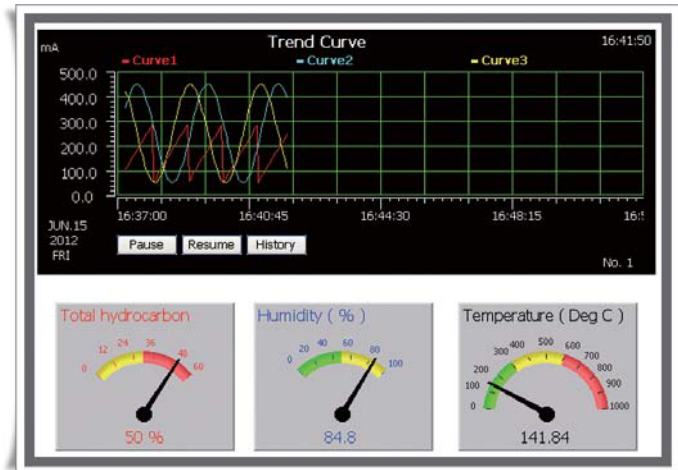 mA Trend Curve 16:41:50
Curve1 Curve2 Curve3
500.0
400.0
300.0
200.0
100.0
0.0
16:37:00 16:40:45 16:44:30 16:48:15 16:5
JUN.15
2012
FRI
Pause Resume History
No. 1
Total hydrocarbon
0 12 24 36 48 60
50 %
Humidity ( % )
0 20 40 60 80 100
84.8
Temperature ( Deg C )
0 100 200 300 400 500 600 700 800 900 1000
141.84